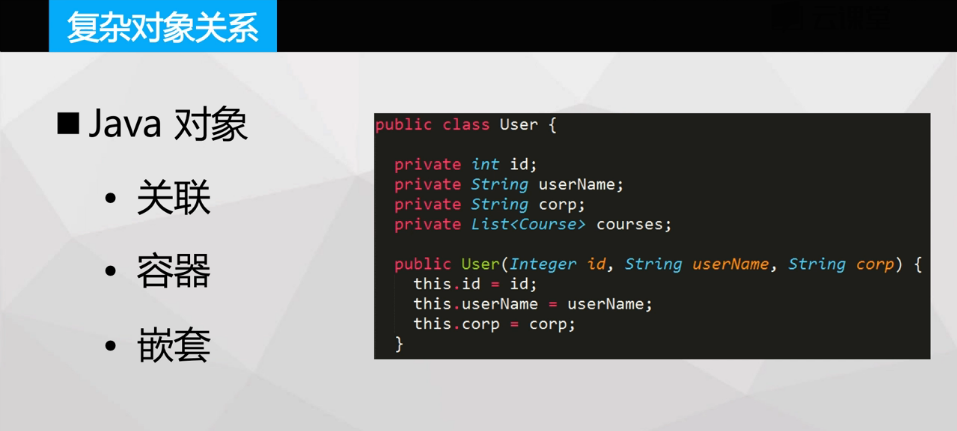 复杂对象关系
Java 对象
关联
容器
嵌套
public class User {
private int id;
private String userName;
private String corp;
private List<Course> courses;
public User(Integer id, String userName, String corp) {
this.id = id;
this.userName = userName;
this.corp = corp;
}